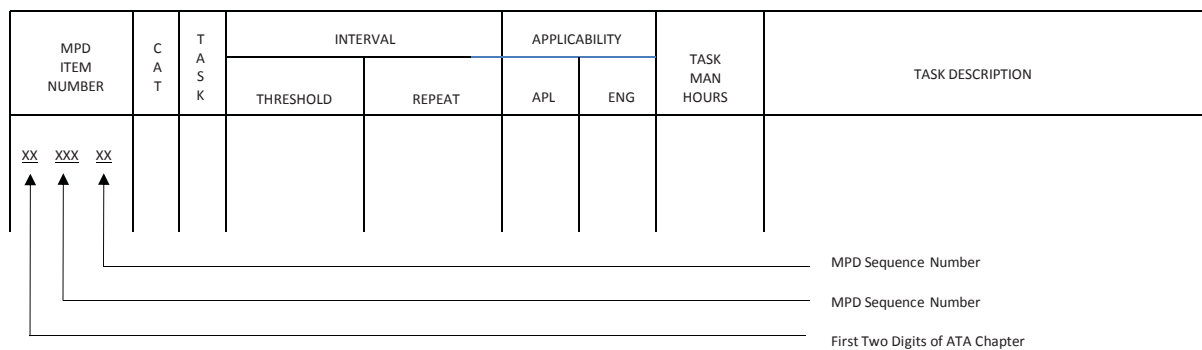 MPD
ITEM
NUMBER
C
A
T
T
A
S
K
INTERVAL
THRESHOLD
REPEAT
APPLICABILITY
APL
ENG
TASK
MAN
HOURS
TASK DESCRIPTION
XX XXX XX
MPD Sequence Number
MPD Sequence Number
First Two Digits of ATA Chapter